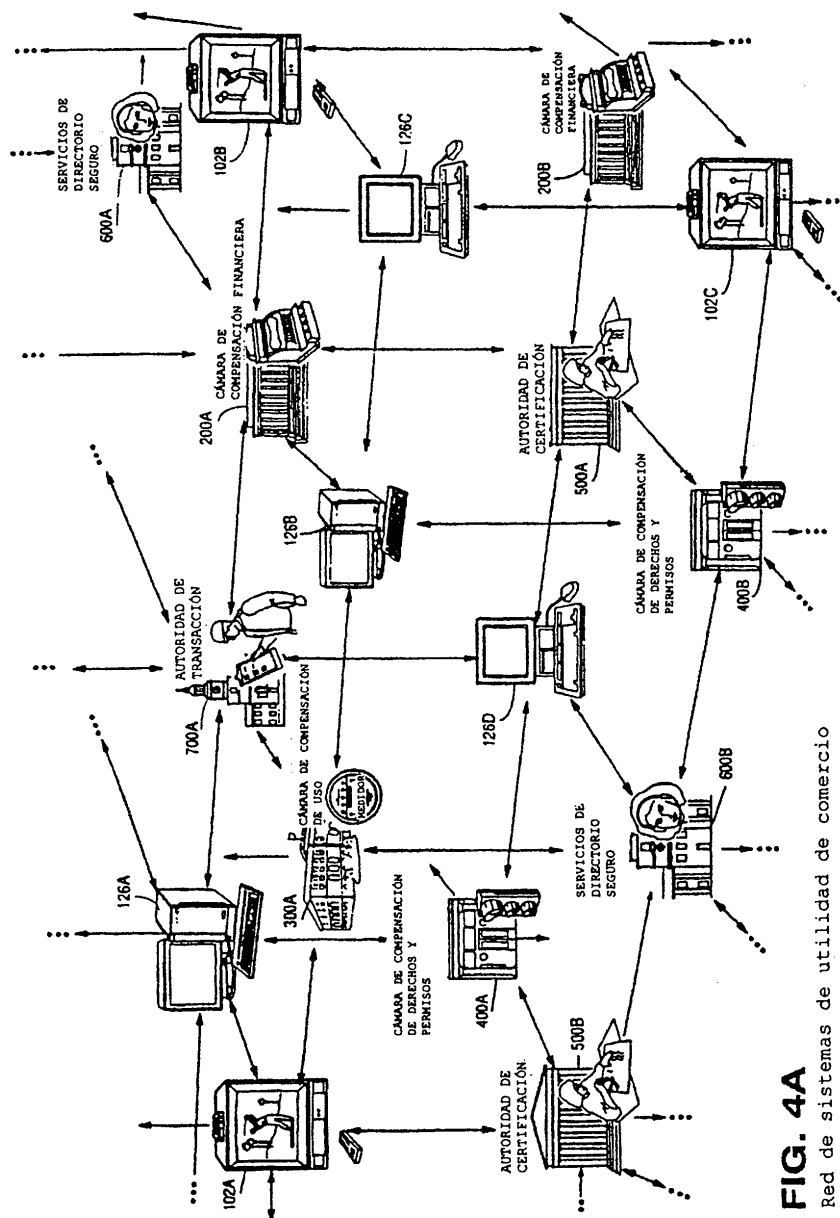 102A
126A
700A
AUTORIDAD DE
TRANSACCIÓN
200A
CÁMARA DE
COMPENSACIÓN FINANCIERA
600A
SERVICIOS DE
DIRECTORIO
SEGURO
102B
300A
CÁMARA DE COMPENSACIÓN
DE USO
MEDIDOR
126B
126C
CÁMARA DE COMPENSACIÓN
DE DERECHOS Y
PERMISOS
400A
126D
AUTORIDAD DE
CERTIFICACIÓN
500A
CÁMARA DE
COMPENSACIÓN
FINANCIERA
200B
AUTORIDAD DE
CERTIFICACIÓN
500B
SERVICIOS DE
DIRECTORIO
SEGURO
600B
CÁMARA DE COMPENSACIÓN
DE DERECHOS Y
PERMISOS
400B
102C
FIG. 4A
Red de sistemas de utilidad de comercio